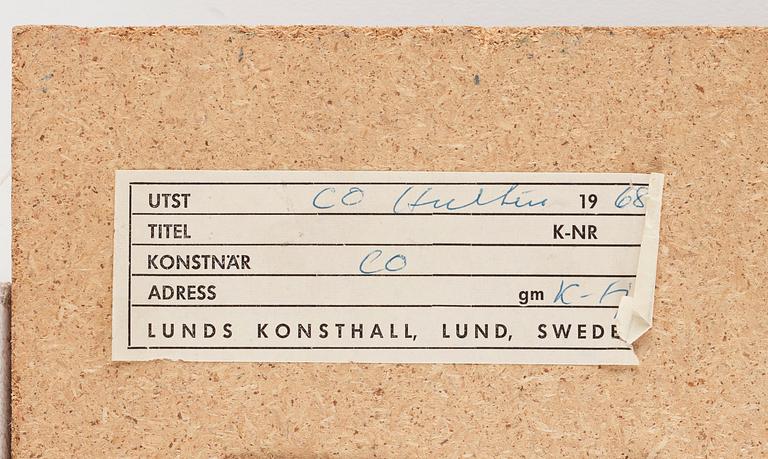 UTST CO Hultén 19 68
TITEL K-NR
KONSTNÄR CO
ADRESS gm K-H
LUNDS KONSTHALL, LUND, SWEDE